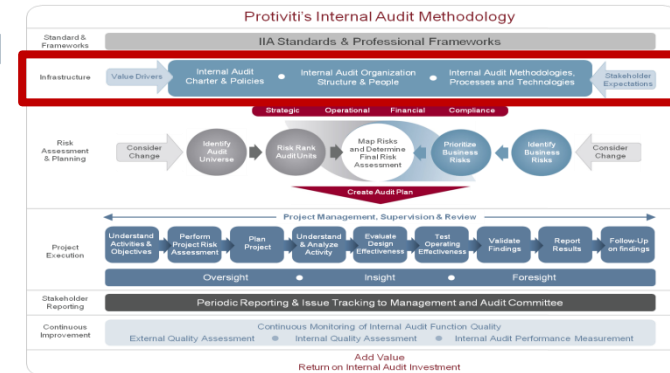 Protiviti's Internal Audit Methodology
Standard &
Frameworks
IIA Standards & Professional Frameworks
Infrastructure
Value Drivers
Internal Audit
Charter & Policies
Internal Audit Organization
Structure & People
Internal Audit Methodologies,
Processes and Technologies
Stakeholder
Expectations
Strategic Operational Financial Compliance
Risk
Assessment
& Planning
Consider
Change
Identify
Audit
Universe
Risk Rank
Audit Units
Map Risks
and Determine
Final Risk
Assessment
Prioritize
Business
Risks
Identify
Business
Risks
Consider
Change
Create Audit Plan
Project Management, Supervision & Review
Project
Execution
Understand
Activities &
Objectives
Perform
Project Risk
Assessment
Plan
Project
Understand
& Analyze
Activity
Evaluate
Design
Effectiveness
Test
Operating
Effectiveness
Validate
Findings
Report
Results
Follow-Up
on findings
Oversight Insight Foresight
Stakeholder
Reporting
Periodic Reporting & Issue Tracking to Management and Audit Committee
Continuous
Improvement
Continuous Monitoring of Internal Audit Function Quality
External Quality Assessment Internal Quality Assessment Internal Audit Performance Measurement
Add Value
Return on Internal Audit Investment